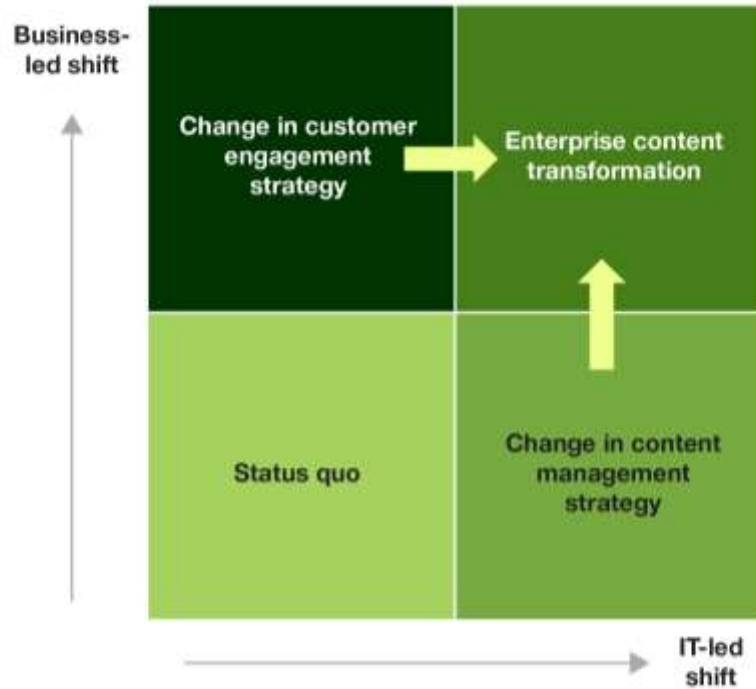 Business-
led shift
Change in customer
engagement
strategy
Enterprise content
transformation
Status quo
Change in content
management
strategy
IT-led
shift